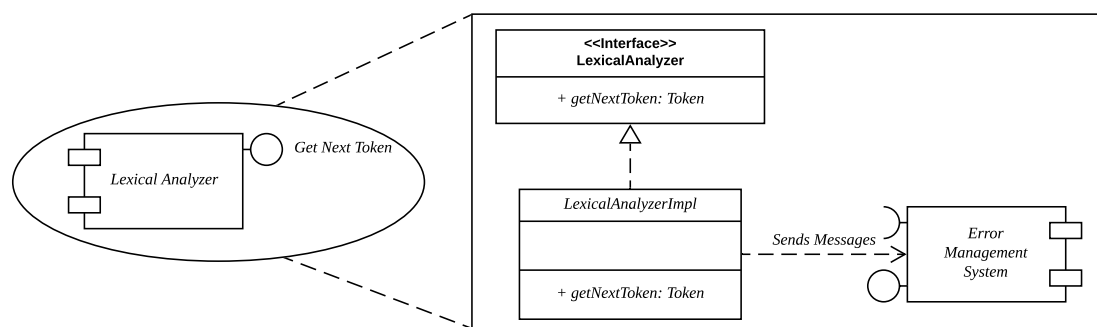 <<Interface>>
LexicalAnalyzer
+ getNextToken: Token
Get Next Token
Lexical Analyzer
LexicalAnalyzerImpl
Sends Messages
Error
Management
System
+ getNextToken: Token